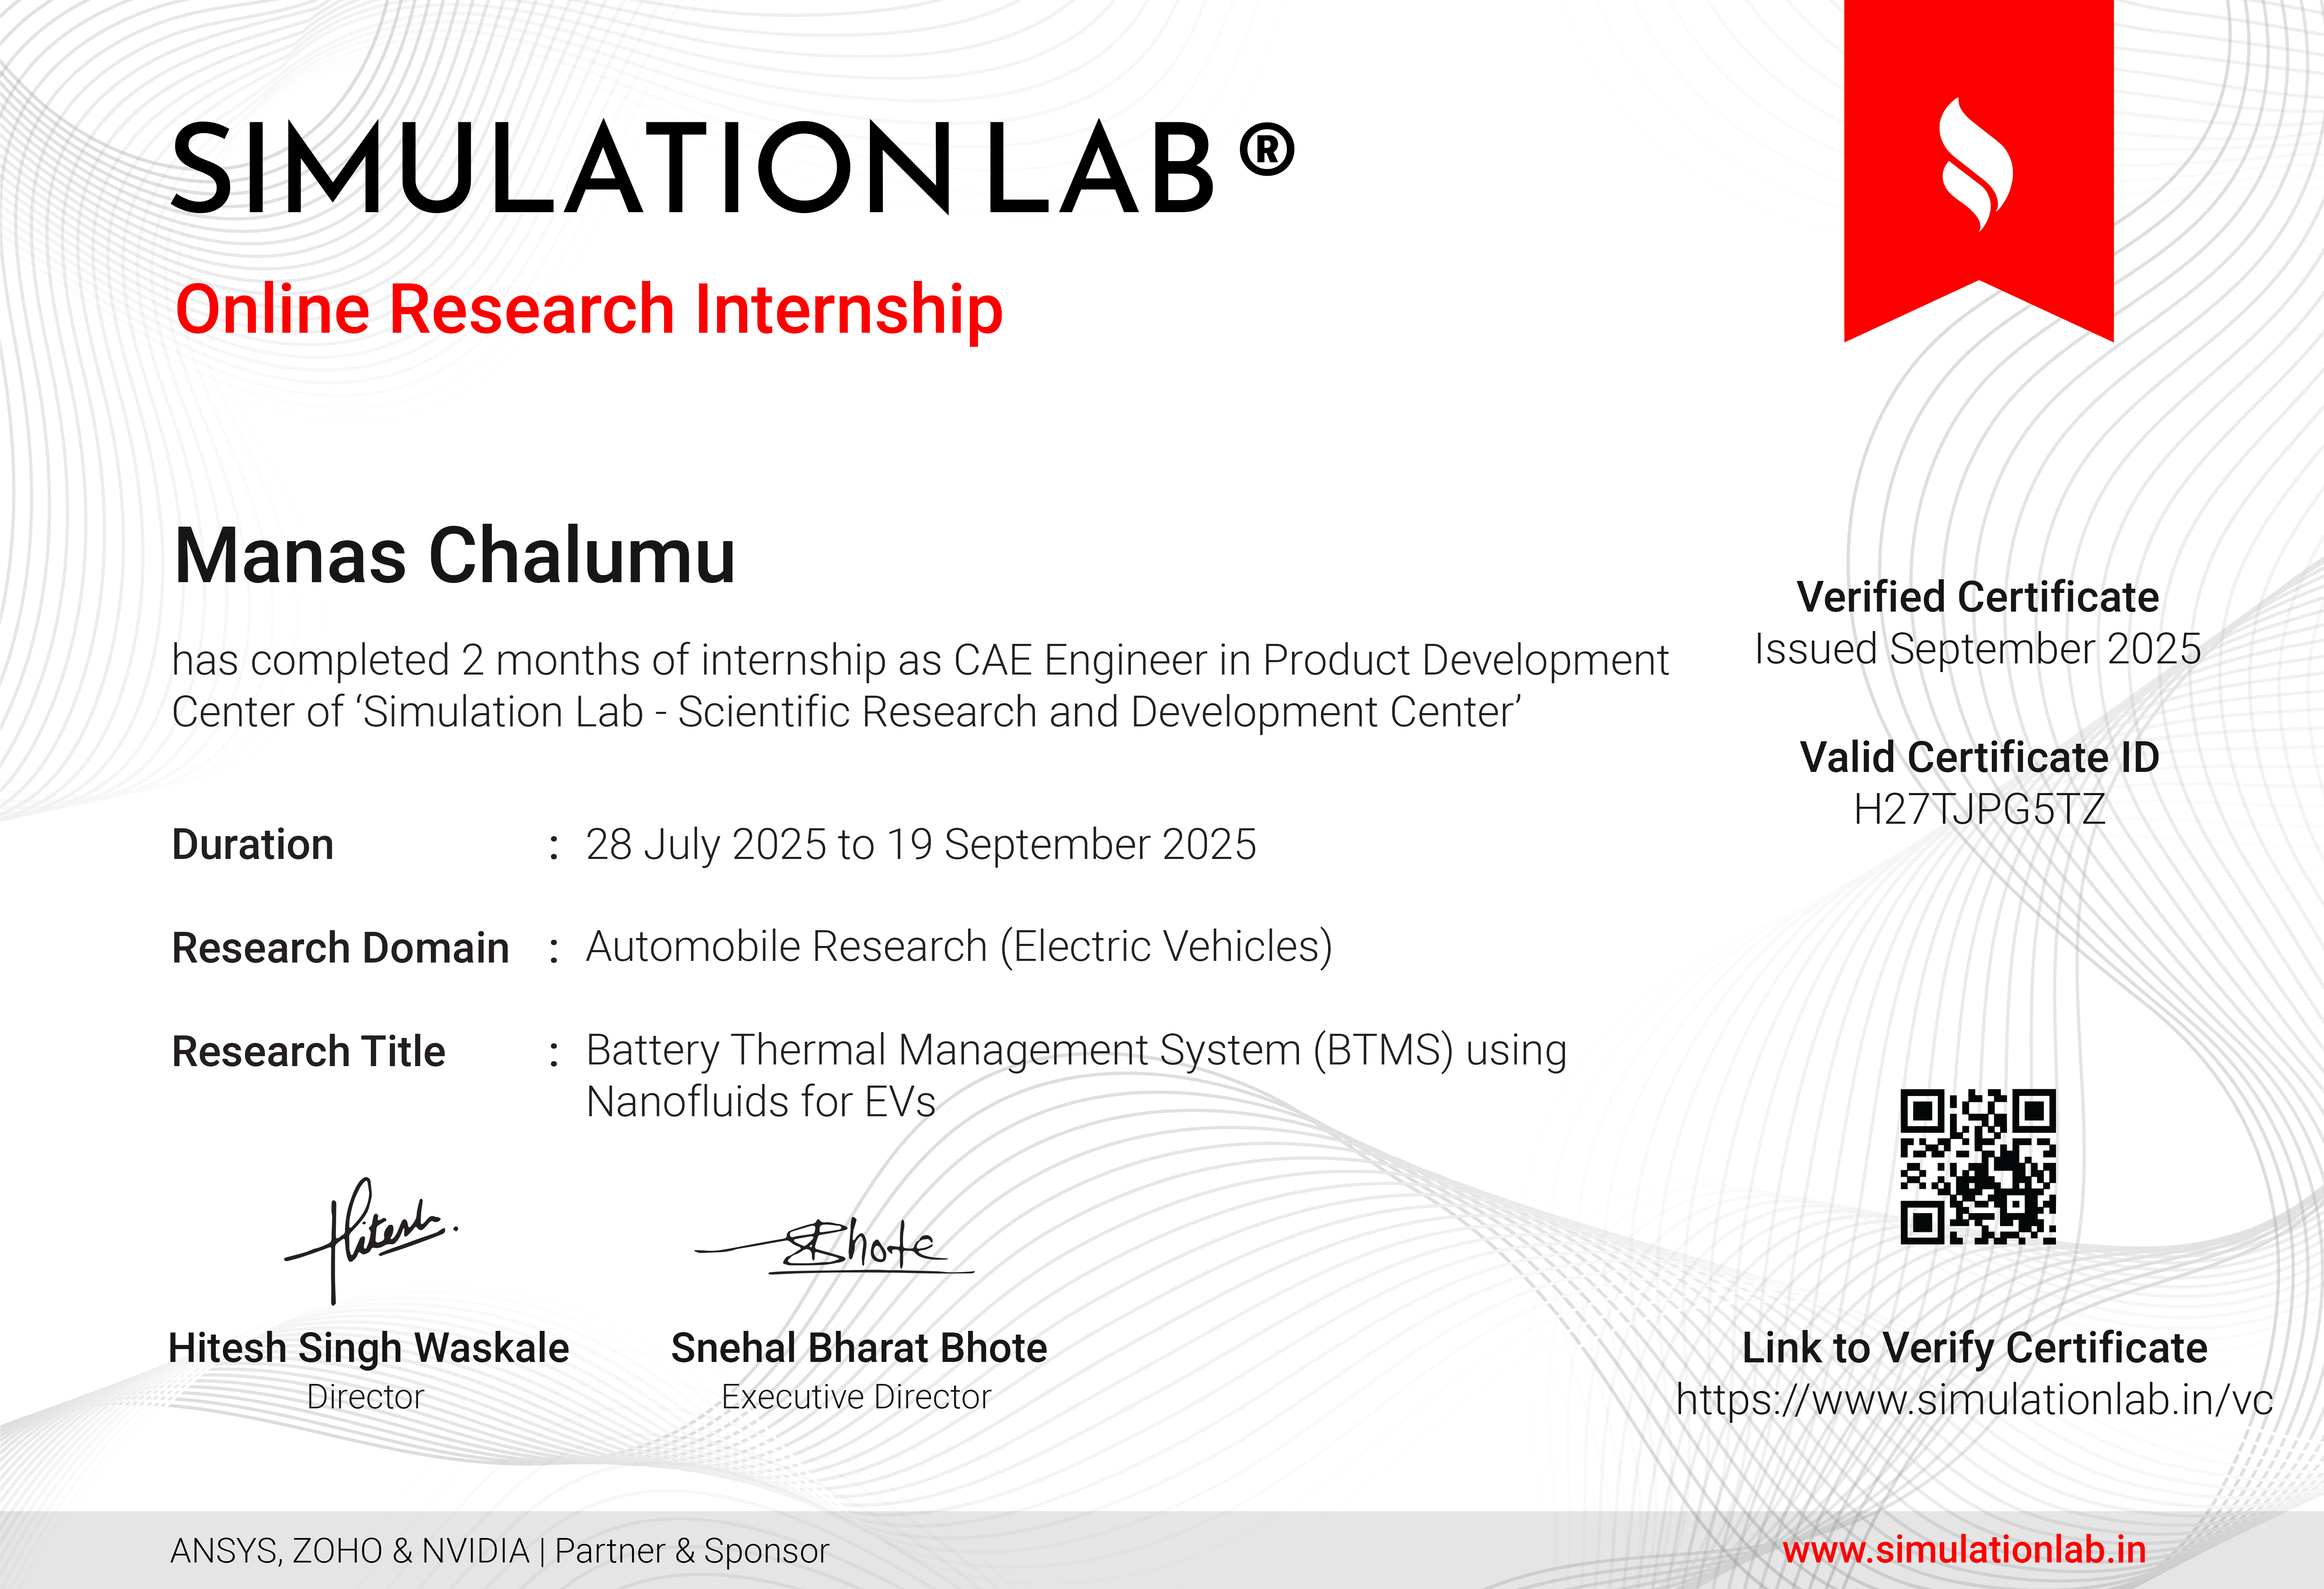 SIMULATION LAB ®
Online Research Internship
Manas Chalumu
has completed 2 months of internship as CAE Engineer in Product Development
Center of ‘Simulation Lab - Scientific Research and Development Center’
Duration : 28 July 2025 to 19 September 2025
Research Domain : Automobile Research (Electric Vehicles)
Research Title : Battery Thermal Management System (BTMS) using
Nanofluids for EVs
Hitesh.
Bhote
Hitesh Singh Waskale
Director
Snehal Bharat Bhote
Executive Director
Verified Certificate
Issued September 2025
Valid Certificate ID
H27TJPG5TZ
Link to Verify Certificate
https://www.simulationlab.in/vc
ANSYS, ZOHO & NVIDIA | Partner & Sponsor
www.simulationlab.in